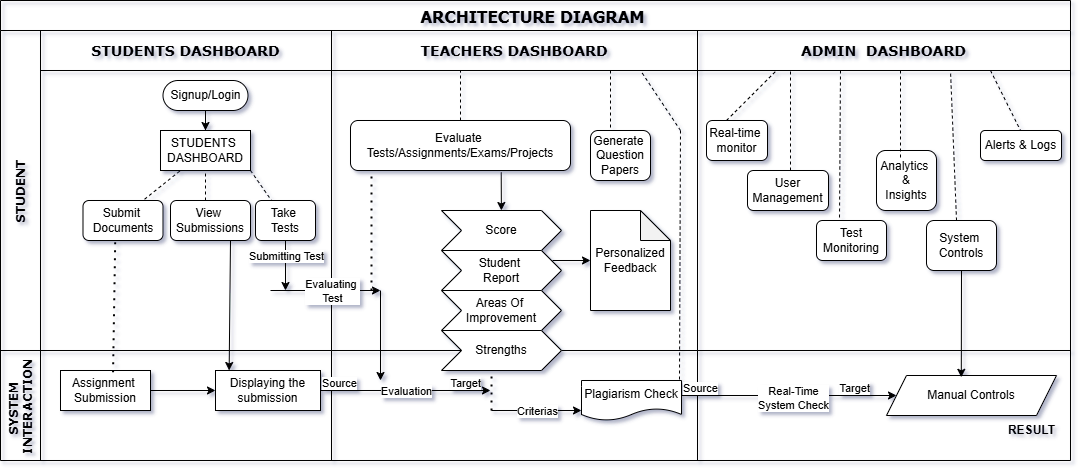 ARCHITECTURE DIAGRAM
STUDENTS DASHBOARD
TEACHERS DASHBOARD
ADMIN DASHBOARD
STUDENT
Signup/Login
STUDENTS
DASHBOARD
Submit
Documents
View
Submissions
Take
Tests
Submitting Test
Evaluating
Test
Evaluate
Tests/Assignments/Exams/Projects
Generate
Question
Papers
Score
Student
Report
Areas Of
Improvement
Strengths
Personalized
Feedback
Real-time
monitor
User
Management
Test
Monitoring
Analytics
&
Insights
System
Controls
Alerts & Logs
SYSTEM
INTERACTION
Assignment
Submission
Displaying the
submission
Source
Evaluation
Target
Criterias
Plagiarism Check
Source
Real-Time
System Check
Target
Manual Controls
RESULT